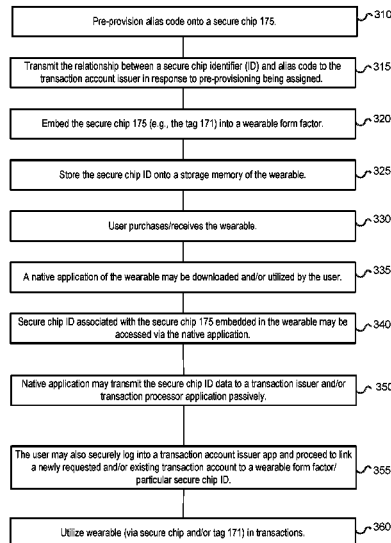 Pre-provision alias code onto a secure chip 175.
310
Transmit the relationship between a secure chip identifier (ID) and alias code to the
transaction account issuer in response to pre-provisioning being assigned.
315
Embed the secure chip 175 (e.g., the tag 171) into a wearable form factor.
320
Store the secure chip ID onto a storage memory of the wearable.
325
User purchases/receives the wearable.
330
A native application of the wearable may be downloaded and/or utilized by the user.
335
Secure chip ID associated with the secure chip 175 embedded in the wearable may be
accessed via the native application.
340
Native application may transmit the secure chip ID data to a transaction issuer and/or
transaction processor application passively.
350
The user may also securely log into a transaction account issuer app and proceed to link
a newly requested and/or existing transaction account to a wearable form factor/
particular secure chip ID.
355
Utilize wearable (via secure chip and/or tag 171) in transactions.
360